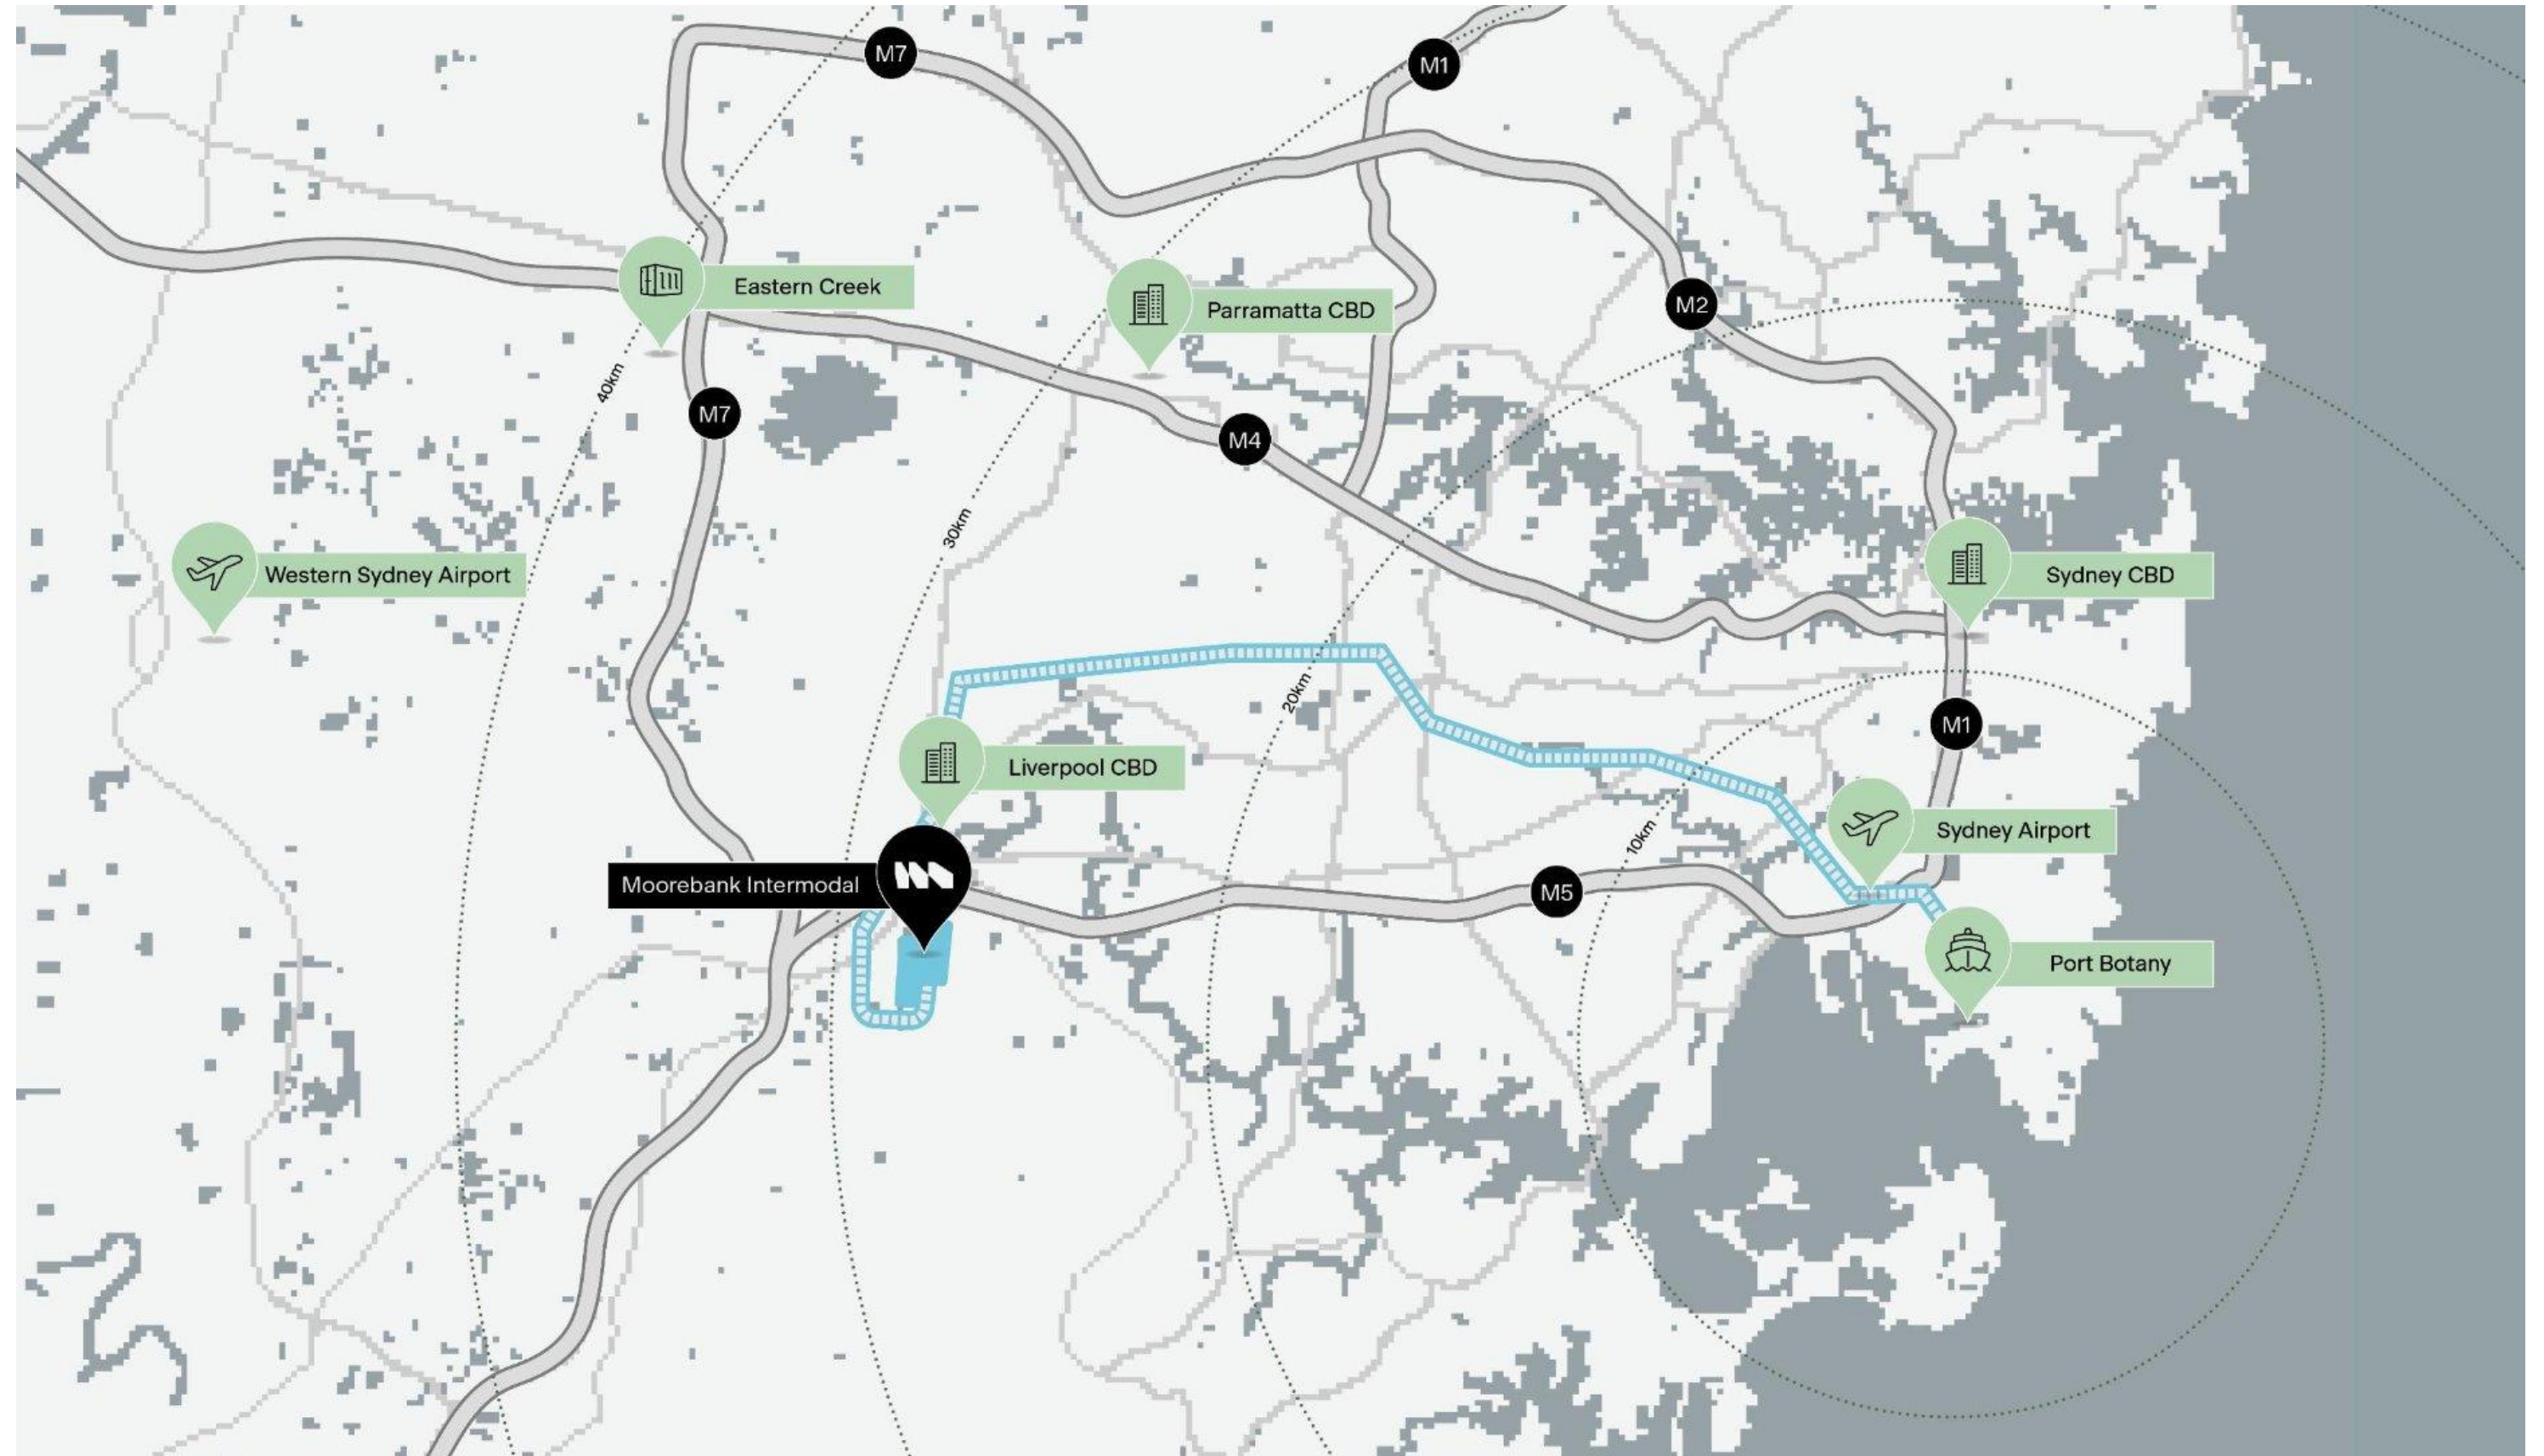 M7
M1
Eastern Creek
Parramatta CBD
M2
40km
M7
M4
30km
Western Sydney Airport
Sydney CBD
20km
M1
Liverpool CBD
10km
Sydney Airport
Moorebank Intermodal
M5
Port Botany